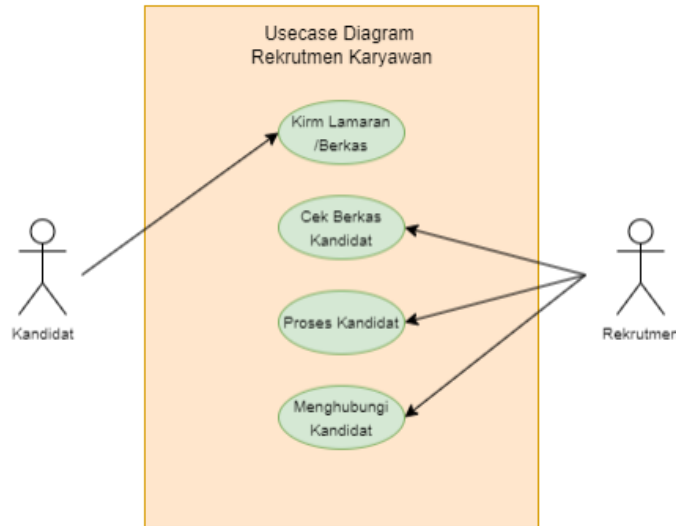 Usecase Diagram
Rekrutmen Karyawan
Kirm Lamaran
/Berkas
Cek Berkas
Kandidat
Kandidat
Proses Kandidat
Rekrutmen
Menghubungi
Kandidat